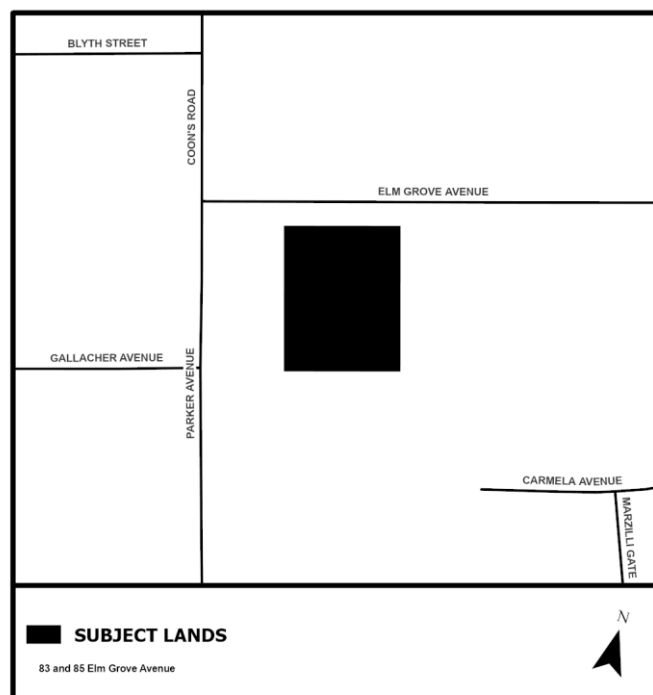 BLYTH STREET
COON'S ROAD
ELM GROVE AVENUE
GALLACHER AVENUE
PARKER AVENUE
CARMELA AVENUE
MARZILLI GATE
SUBJECT LANDS
N
83 and 85 Elm Grove Avenue